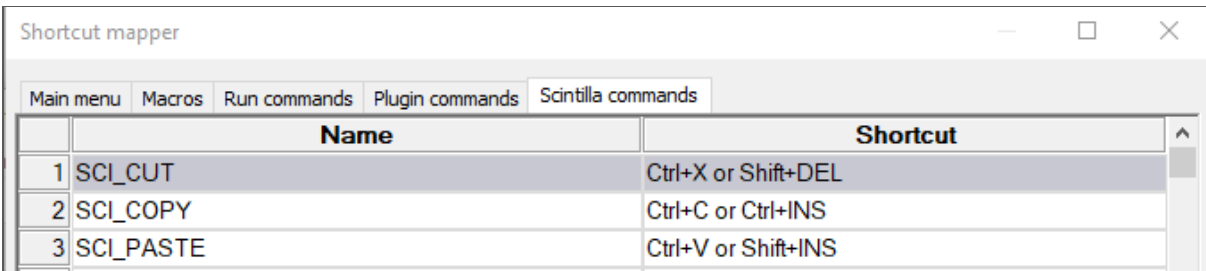 Shortcut mapper
Main menu Macros Run commands Plugin commands Scintilla commands
Name Shortcut
1 SCI_CUT Ctrl+X or Shift+DEL
2 SCI_COPY Ctrl+C or Ctrl+INS
3 SCI_PASTE Ctrl+V or Shift+INS